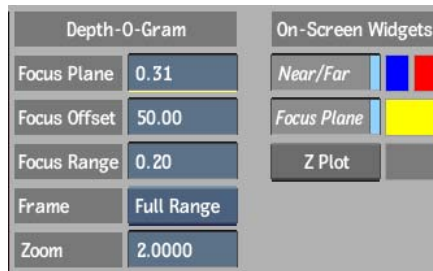 Depth-O-Gram On-Screen Widgets
Focus Plane 0.31 Near/Far
Focus Offset 50.00 Focus Plane
Focus Range 0.20 Z Plot
Frame Full Range
Zoom 2.0000